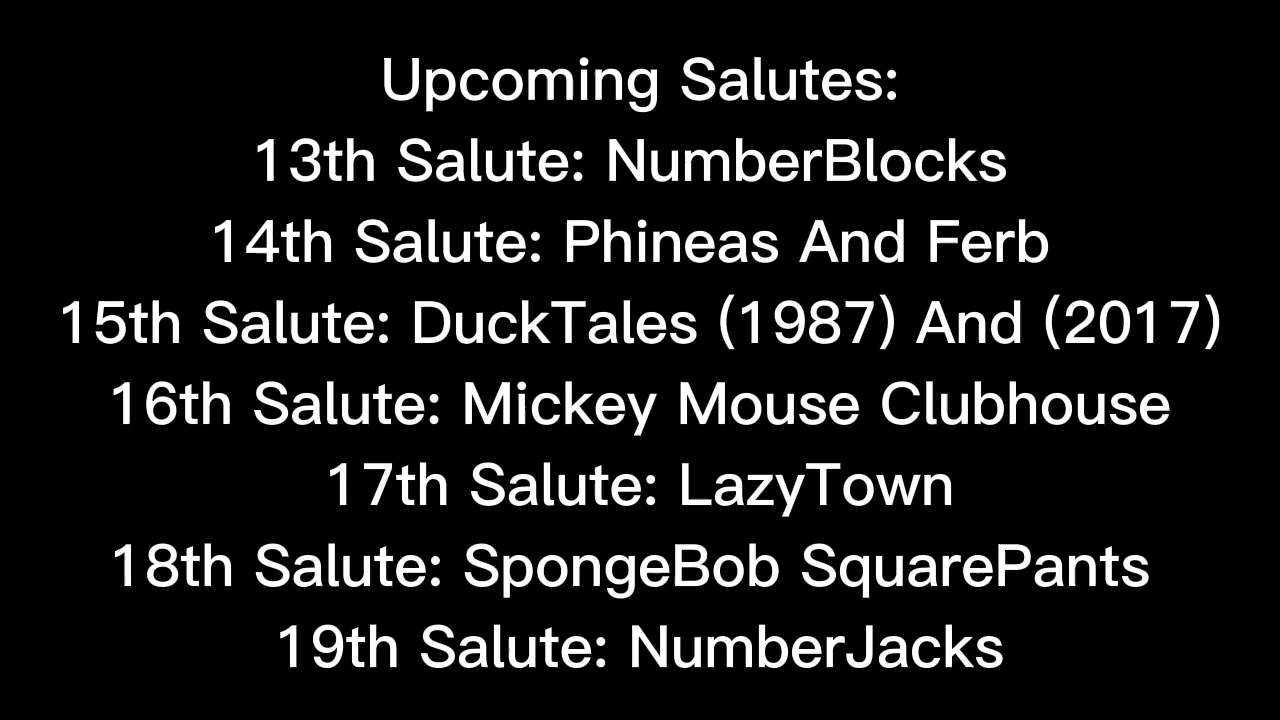 Upcoming Salutes:
13th Salute: NumberBlocks
14th Salute: Phineas And Ferb
15th Salute: DuckTales (1987) And (2017)
16th Salute: Mickey Mouse Clubhouse
17th Salute: LazyTown
18th Salute: SpongeBob SquarePants
19th Salute: NumberJacks